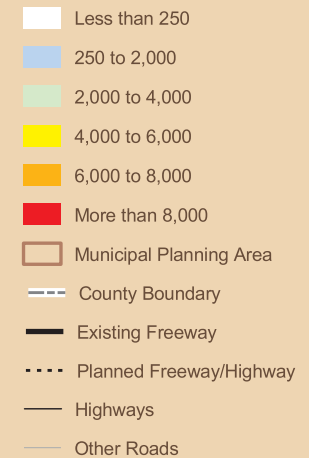 Less than 250
250 to 2,000
2,000 to 4,000
4,000 to 6,000
6,000 to 8,000
More than 8,000
Municipal Planning Area
County Boundary
Existing Freeway
Planned Freeway/Highway
Highways
Other Roads